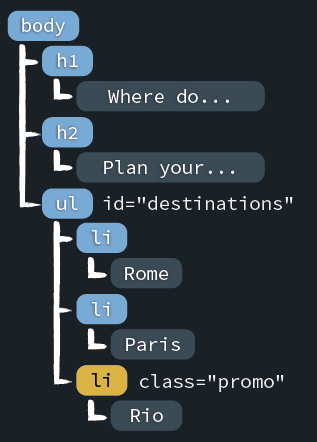 body
h1
Where do...
h2
Plan your...
ul id="destinations"
li
Rome
li
Paris
li class="promo"
Rio